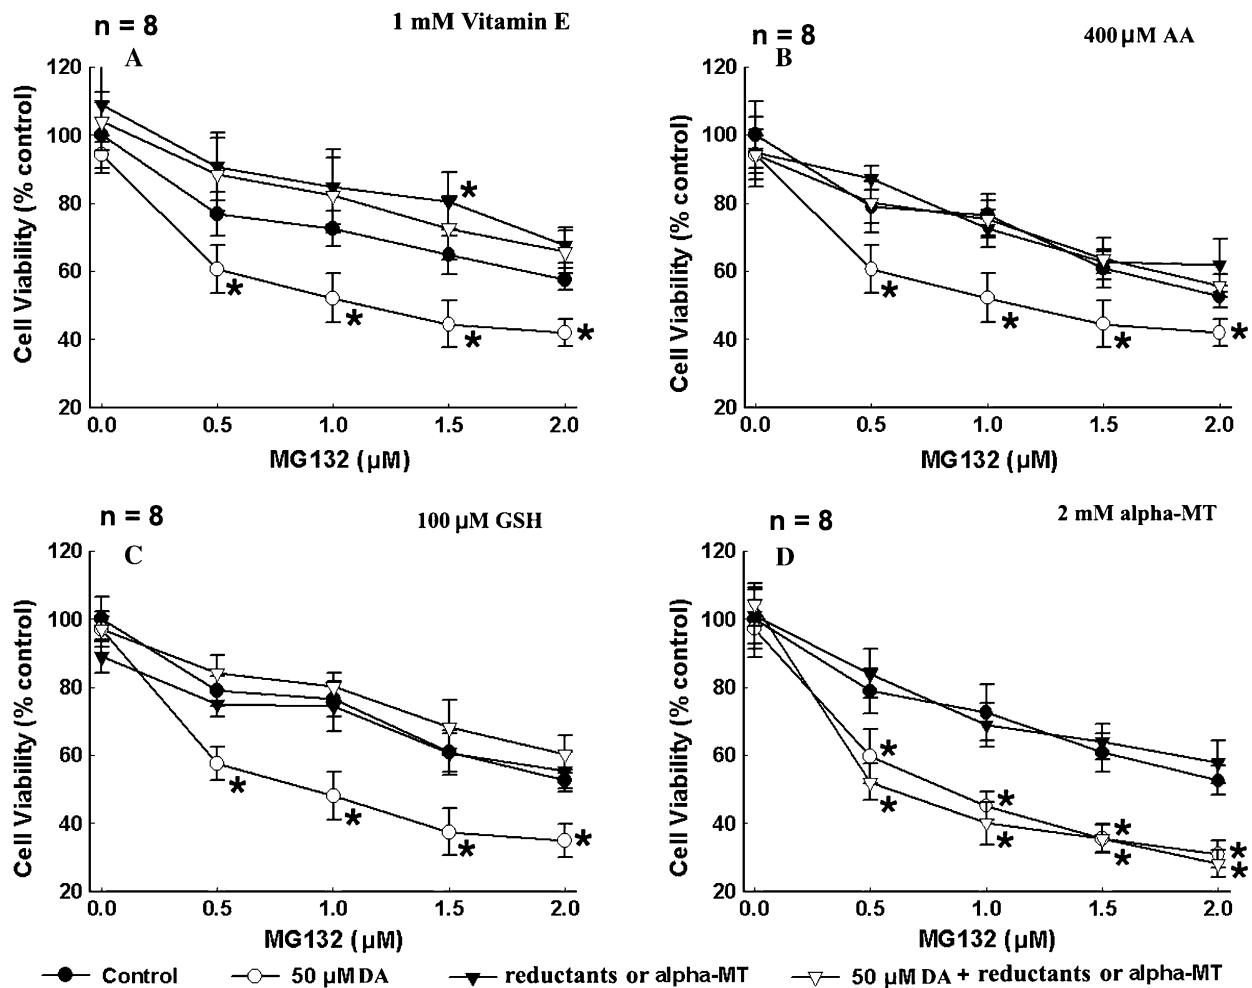 n = 8
1 mM Vitamin E
A
Cell Viability (% control)
120
100
80
60
40
20
*
*
*
*
*
0.0 0.5 1.0 1.5 2.0
MG132 (µM)
n = 8
400 µM AA
B
Cell Viability (% control)
120
100
80
60
40
20
*
*
*
*
0.0 0.5 1.0 1.5 2.0
MG132 (µM)
n = 8
100 µM GSH
C
Cell Viability (% control)
120
100
80
60
40
20
*
*
*
*
0.0 0.5 1.0 1.5 2.0
MG132 (µM)
n = 8
2 mM alpha-MT
D
Cell Viability (% control)
120
100
80
60
40
20
*
*
*
*
*
*
*
*
0.0 0.5 1.0 1.5 2.0
MG132 (µM)
Control 50 µM DA reductants or alpha-MT 50 µM DA + reductants or alpha-MT